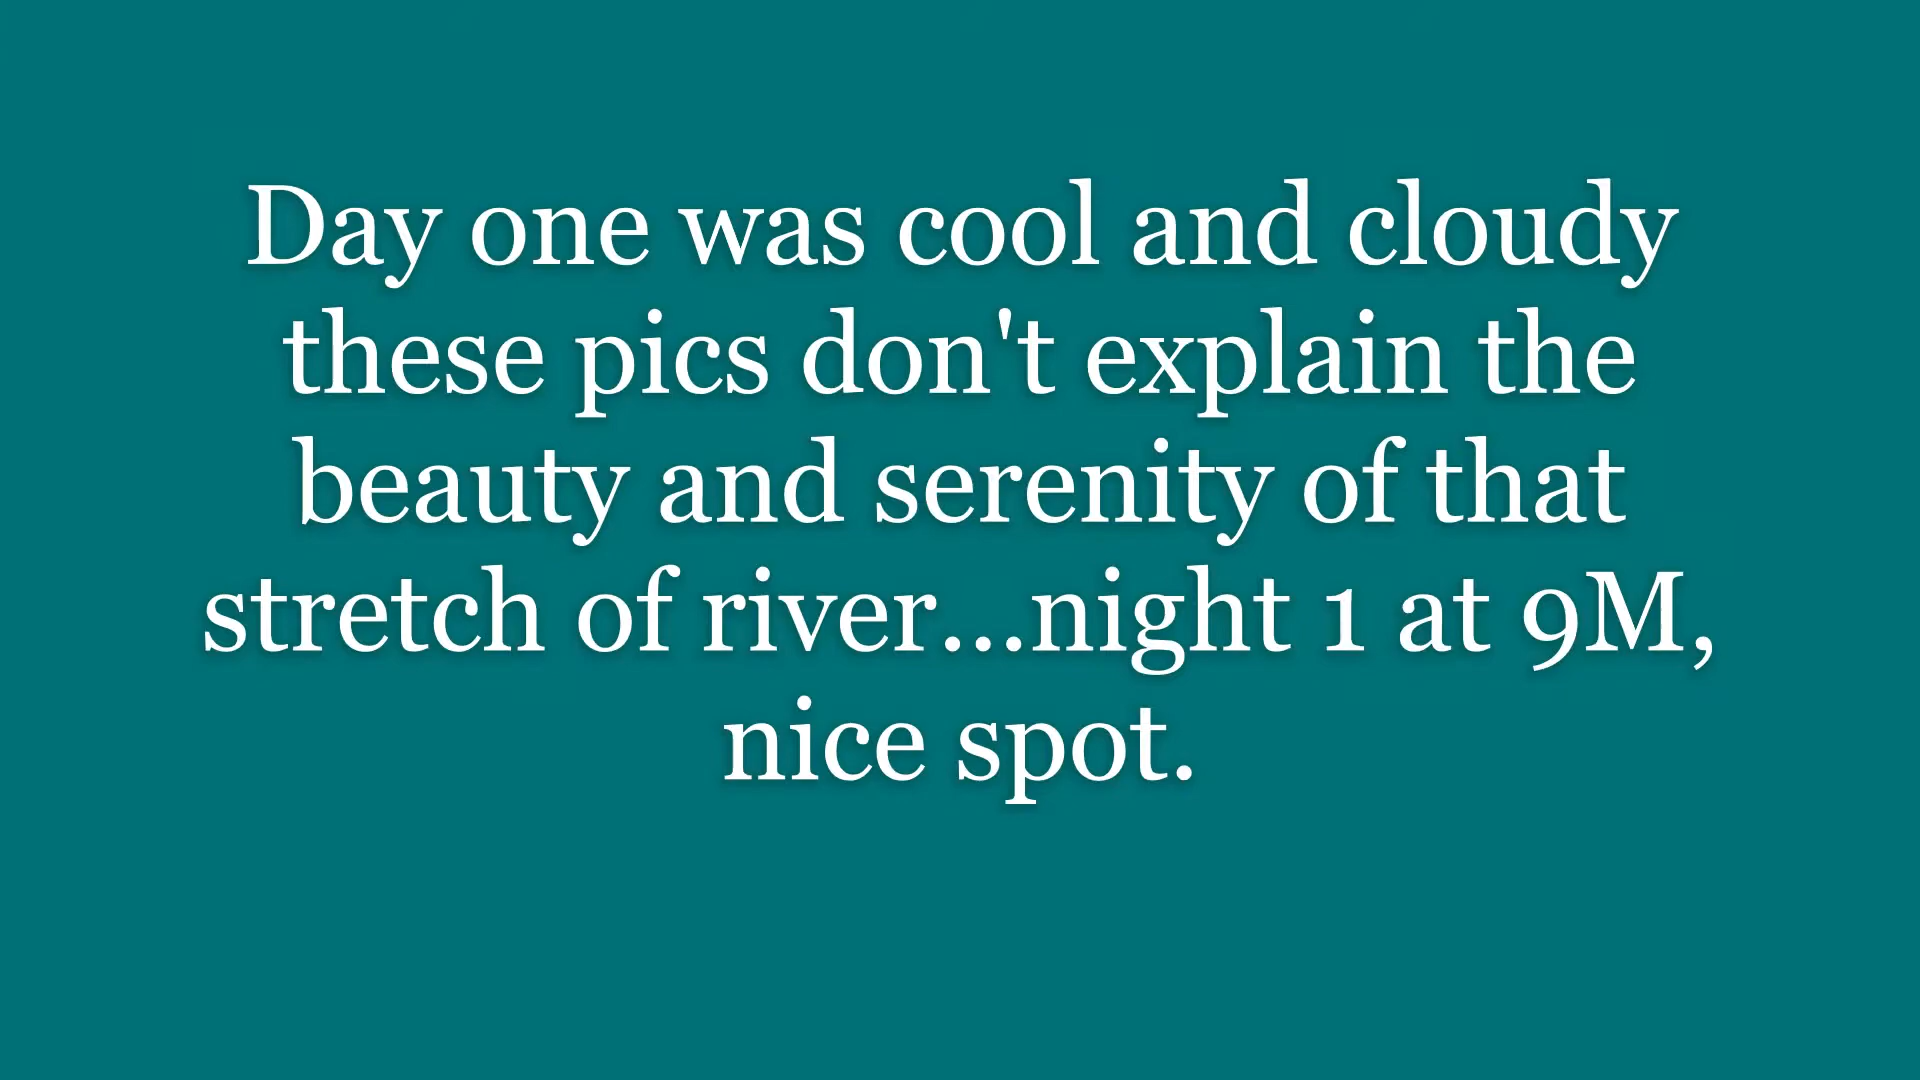 Day one was cool and cloudy
these pics don't explain the
beauty and serenity of that
stretch of river...night 1 at 9M,
nice spot.